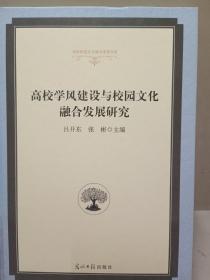 高校学风建设与校园文化
融合发展研究
吕开东 张彬◎主编
光明日报出版社